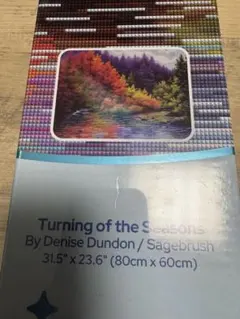 Turning of the Seasons
By Denise Dundon / Sagebrush
31.5" x 23.6" (80cm x 60cm)